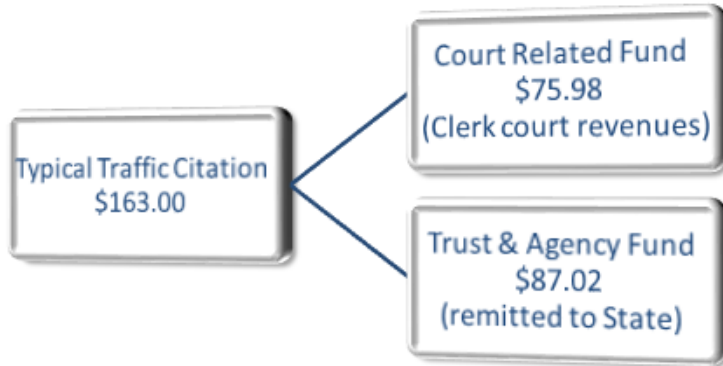 Typical Traffic Citation
$163.00
Court Related Fund
$75.98
(Clerk court revenues)
Trust & Agency Fund
$87.02
(remitted to State)